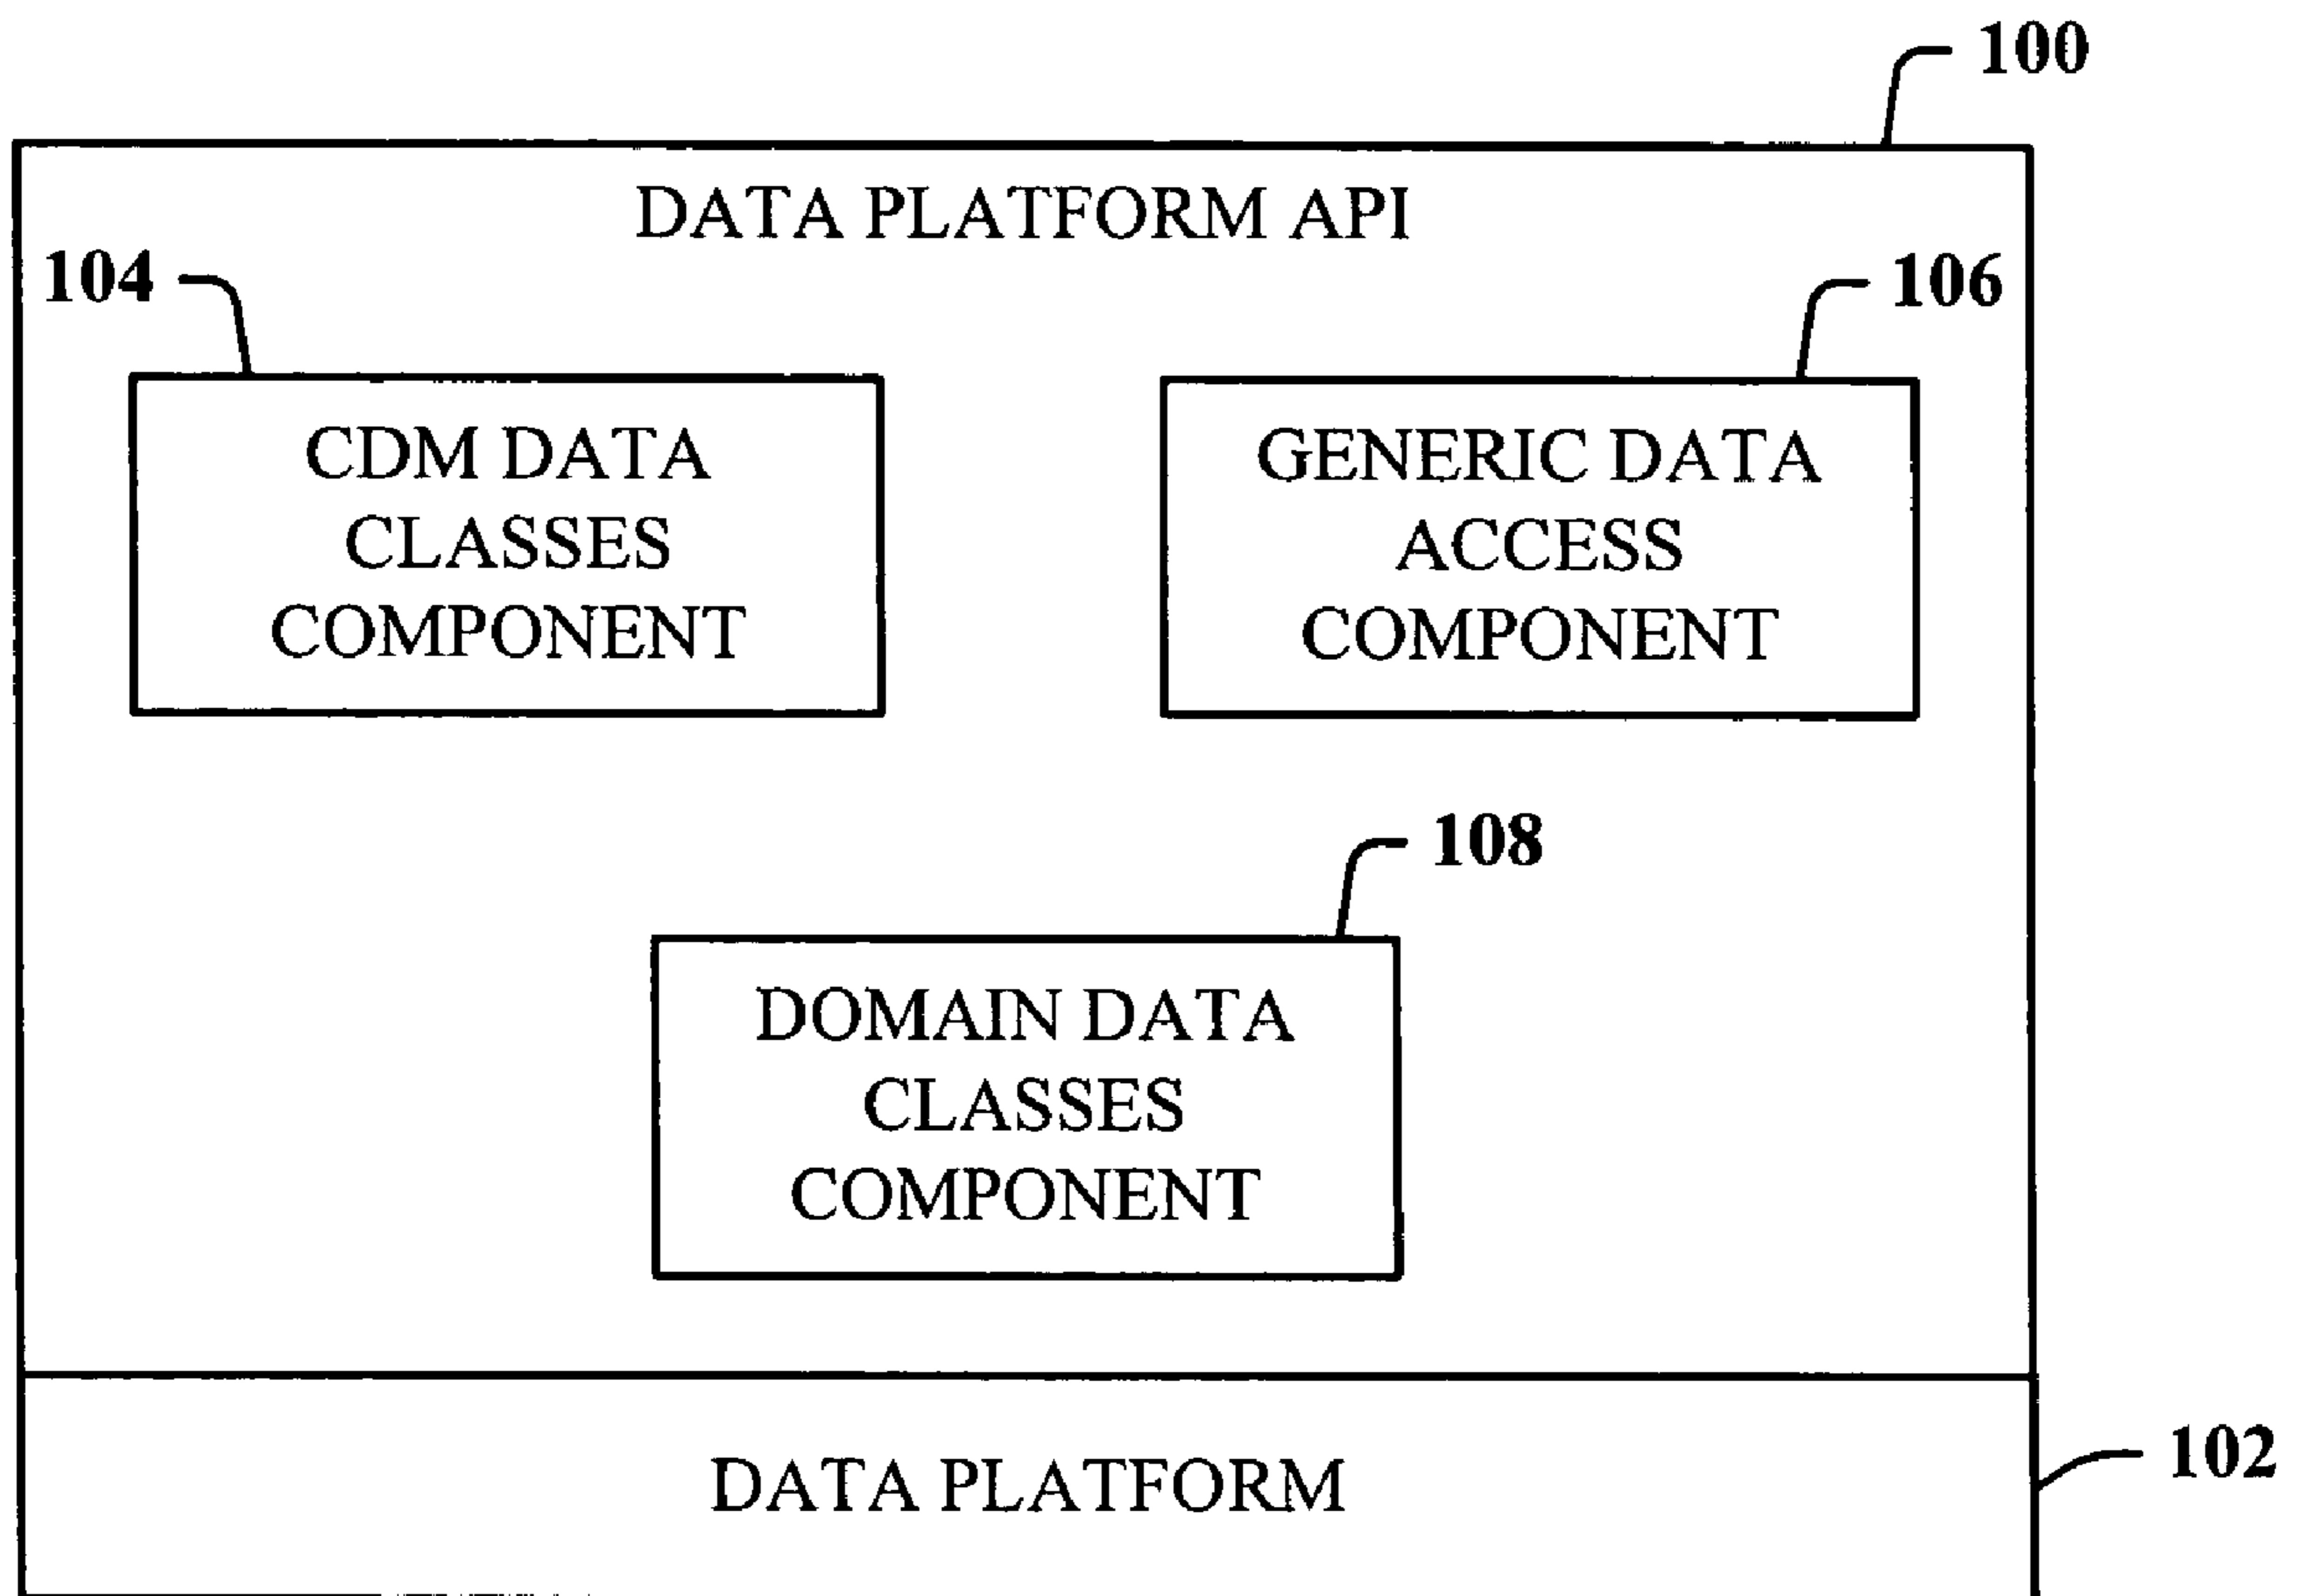 100
DATA PLATFORM API
104
106
CDM DATA
CLASSES
COMPONENT
GENERIC DATA
ACCESS
COMPONENT
108
DOMAIN DATA
CLASSES
COMPONENT
DATA PLATFORM
102